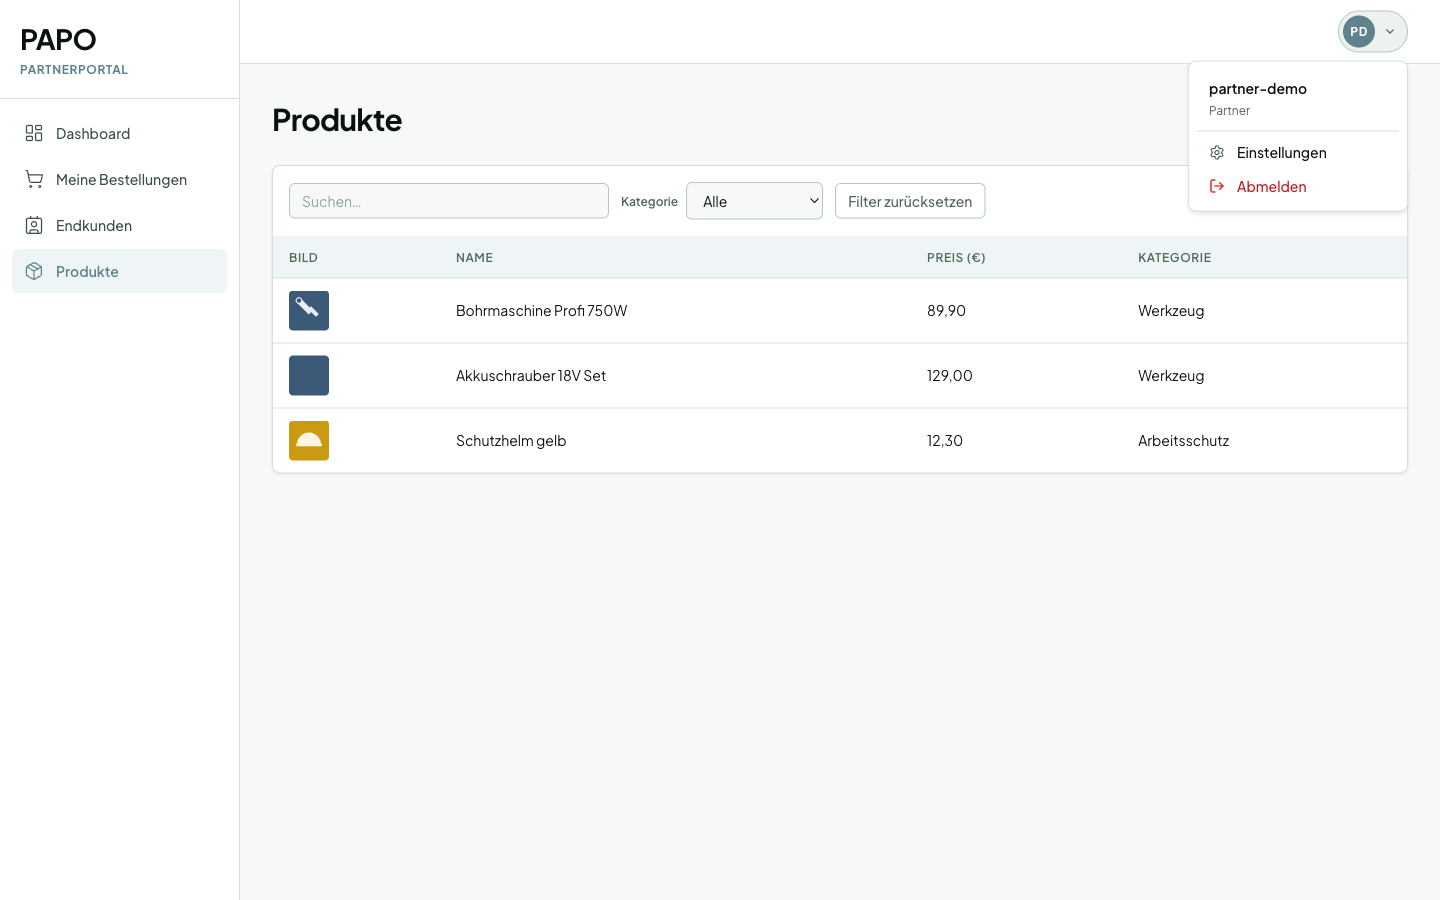 PAPO
PARTNERPORTAL
Dashboard
Meine Bestellungen
Endkunden
Produkte
PD
partner-demo
Partner
Einstellungen
Abmelden
Produkte
Suchen... Kategorie Alle Filter zurücksetzen
BILD NAME PREIS (€) KATEGORIE
Bohrmaschine Profi 750W 89,90 Werkzeug
Akkuschrauber 18V Set 129,00 Werkzeug
Schutzhelm gelb 12,30 Arbeitsschutz